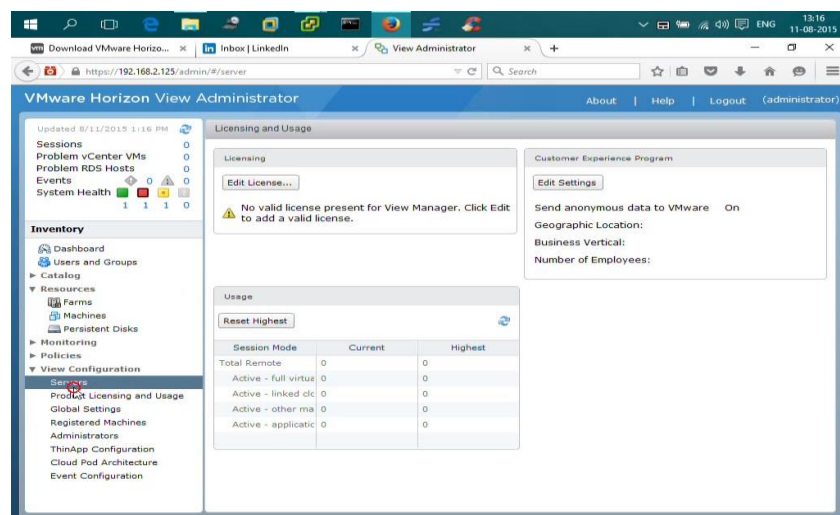 ENG
13:16
11-08-2015
Download VMware Horizo... ×
Inbox | LinkedIn ×
View Administrator ×
+
https://192.168.2.125/admin/#/server
Search
VMware Horizon View Administrator
About | Help | Logout (administrator)
Updated 8/11/2015 1:16 PM
Sessions 0
Problem vCenter VMs 0
Problem RDS Hosts 0
Events 0 0
System Health
1 1 1 0
Inventory
Dashboard
Users and Groups
Catalog
Resources
Farms
Machines
Persistent Disks
Monitoring
Policies
View Configuration
Servers
Product Licensing and Usage
Global Settings
Registered Machines
Administrators
ThinApp Configuration
Cloud Pod Architecture
Event Configuration
Licensing and Usage
Licensing
Edit License...
No valid license present for View Manager. Click Edit
to add a valid license.
Usage
Reset Highest
Session Mode Current Highest
Total Remote 0 0
Active - full virtua 0 0
Active - linked clc 0 0
Active - other ma 0 0
Active - applicatic 0 0
Customer Experience Program
Edit Settings
Send anonymous data to VMware On
Geographic Location:
Business Vertical:
Number of Employees: